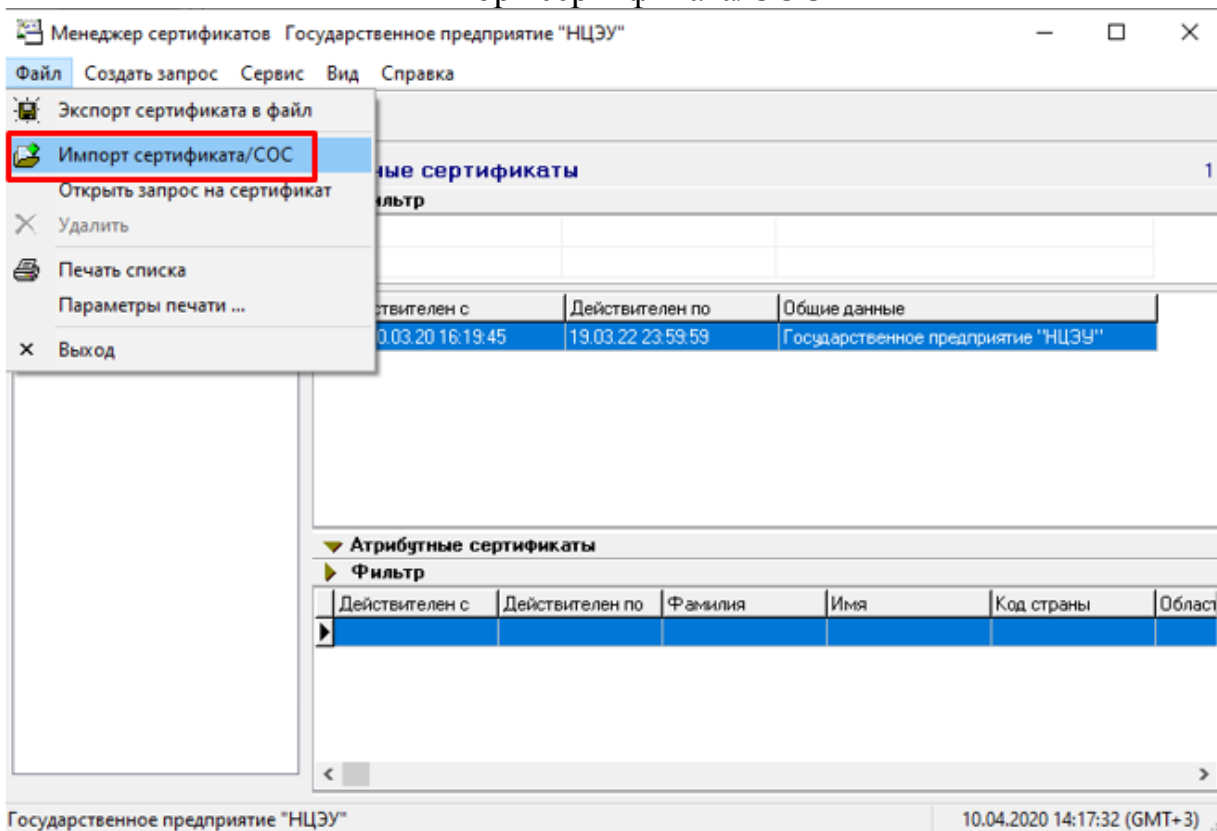 Менеджер сертификатов Государственное предприятие "НЦЭУ"
Файл Создать запрос Сервис Вид Справка
Экспорт сертификата в файл
Импорт сертификата/СОС
Открыть запрос на сертификат
Удалить
Печать списка
Параметры печати ...
Выход
ные сертификаты 1
льтр
ствителен с Действителен по Общие данные
0.03.20 16:19:45 19.03.22 23:59:59 Государственное предприятие "НЦЭУ"
Атрибутные сертификаты
Фильтр
Действителен с Действителен по Фамилия Имя Код страны Област
Государственное предприятие "НЦЭУ" 10.04.2020 14:17:32 (GMT+3)